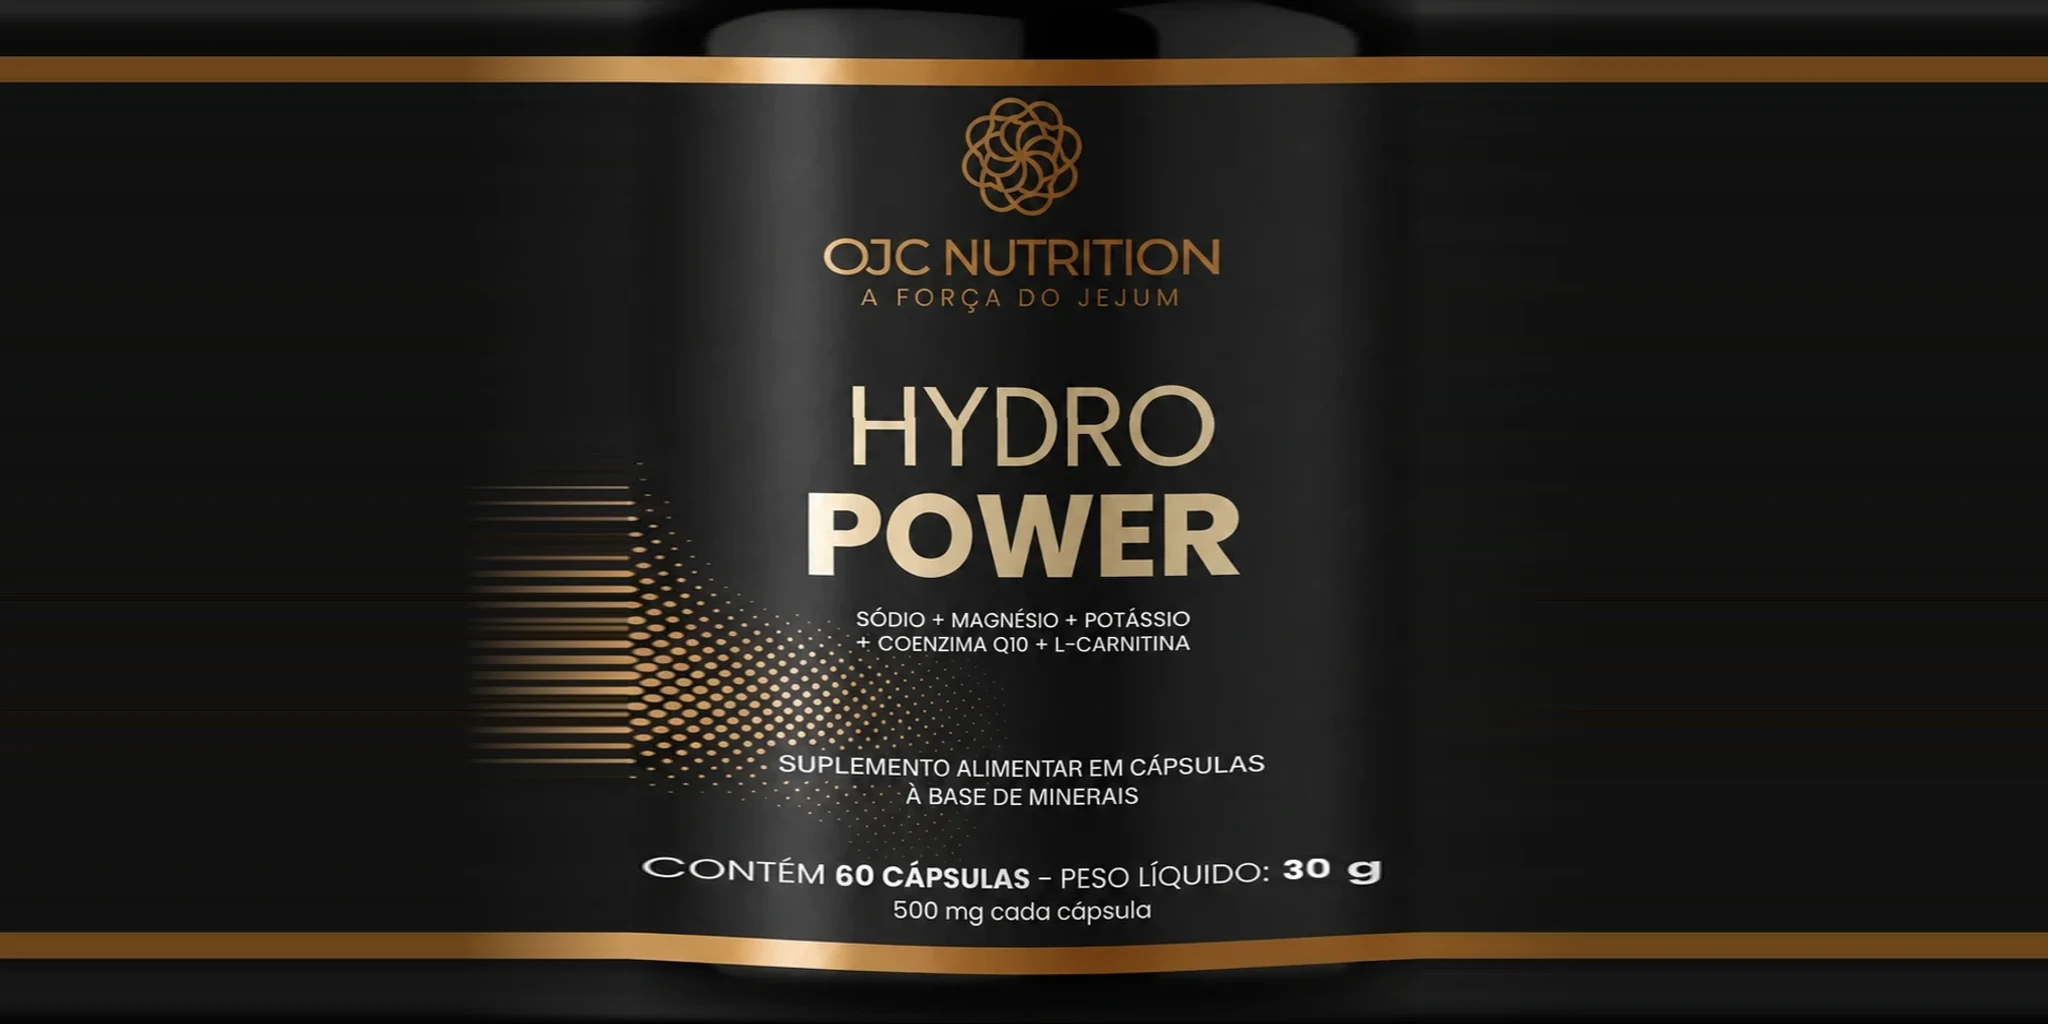 OJC NUTRITION
A FORÇA DO JEJUM
HYDRO
POWER
SÓDIO + MAGNÉSIO + POTÁSSIO
+ COENZIMA Q10 + L-CARNITINA
SUPLEMENTO ALIMENTAR EM CÁPSULAS
À BASE DE MINERAIS
CONTÉM 60 CÁPSULAS - PESO LÍQUIDO: 30 g
500 mg cada cápsula